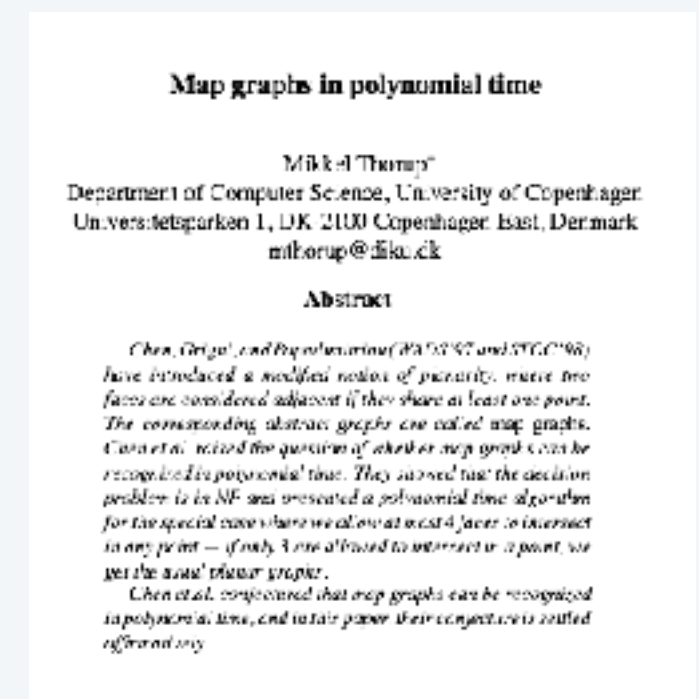 Map graphs in polynomial time
Mikkel Thorup*
Department of Computer Science, University of Copenhagen
Universitetsparken 1, DK-2100 Copenhagen East, Denmark
mthorup@diku.dk
Abstract
Chen, Grigni, and Papadimitriou (WADS'97 and STOC'98)
have introduced a modified notion of planarity, where two
faces are considered adjacent if they share at least one point.
The corresponding abstract graphs are called map graphs.
Chen et al. raised the question of whether map graphs can be
recognized in polynomial time. They showed that the decision
problem is in NP and presented a polynomial time algorithm
for the special case where we allow at most 4 faces to intersect
in any point — if only 3 are allowed to intersect in a point, we
get the usual planar graphs.
Chen et al. conjectured that map graphs can be recognized
in polynomial time, and in this paper, their conjecture is settled
affirmatively.